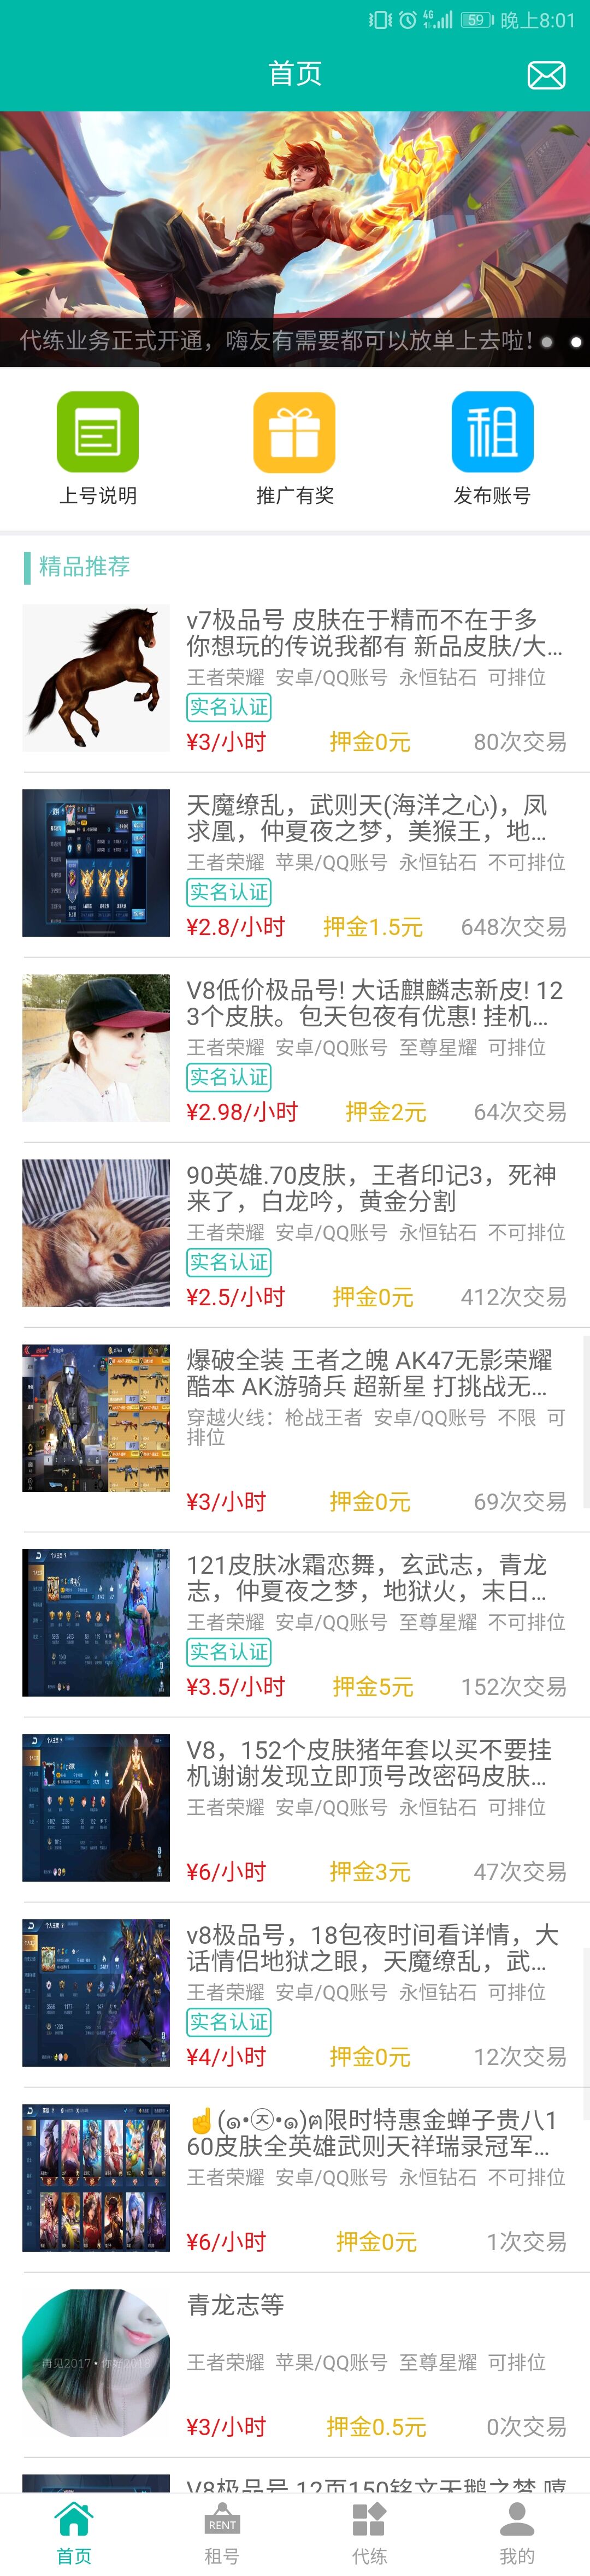 4G 59 晚上8:01
首页
代练业务正式开通，嗨友有需要都可以放单上去啦！
租
上号说明 推广有奖 发布账号
精品推荐
v7极品号 皮肤在于精而不在于多
你想玩的传说我都有 新品皮肤/大...
王者荣耀 安卓/QQ账号 永恒钻石 可排位
实名认证
¥3/小时 押金0元 80次交易
天魔缭乱，武则天(海洋之心)，凤
求凰，仲夏夜之梦，美猴王，地...
王者荣耀 苹果/QQ账号 永恒钻石 不可排位
实名认证
¥2.8/小时 押金1.5元 648次交易
V8低价极品号! 大话麒麟志新皮! 12
3个皮肤。包天包夜有优惠! 挂机...
王者荣耀 安卓/QQ账号 至尊星耀 可排位
实名认证
¥2.98/小时 押金2元 64次交易
90英雄.70皮肤，王者印记3，死神
来了，白龙吟，黄金分割
王者荣耀 安卓/QQ账号 永恒钻石 不可排位
实名认证
¥2.5/小时 押金0元 412次交易
爆破全装 王者之魄 AK47无影荣耀
酷本 AK游骑兵 超新星 打挑战无...
穿越火线：枪战王者 安卓/QQ账号 不限 可
排位
¥3/小时 押金0元 69次交易
121皮肤冰霜恋舞，玄武志，青龙
志，仲夏夜之梦，地狱火，末日...
王者荣耀 安卓/QQ账号 至尊星耀 不可排位
实名认证
¥3.5/小时 押金5元 152次交易
V8，152个皮肤猪年套以买不要挂
机谢谢发现立即顶号改密码皮肤...
王者荣耀 安卓/QQ账号 永恒钻石 可排位
¥6/小时 押金3元 47次交易
v8极品号，18包夜时间看详情，大
话情侣地狱之眼，天魔缭乱，武...
王者荣耀 安卓/QQ账号 永恒钻石 可排位
实名认证
¥4/小时 押金0元 12次交易
☝(๑•㉨•๑)ฅ限时特惠金蝉子贵八1
60皮肤全英雄武则天祥瑞录冠军...
王者荣耀 安卓/QQ账号 永恒钻石 不可排位
¥6/小时 押金0元 1次交易
青龙志等
再见2017 • 你好2018
王者荣耀 苹果/QQ账号 至尊星耀 可排位
¥3/小时 押金0.5元 0次交易
V8极品号 12页150铭文天鹅之梦 嘻
RENT
首页 租号 代练 我的